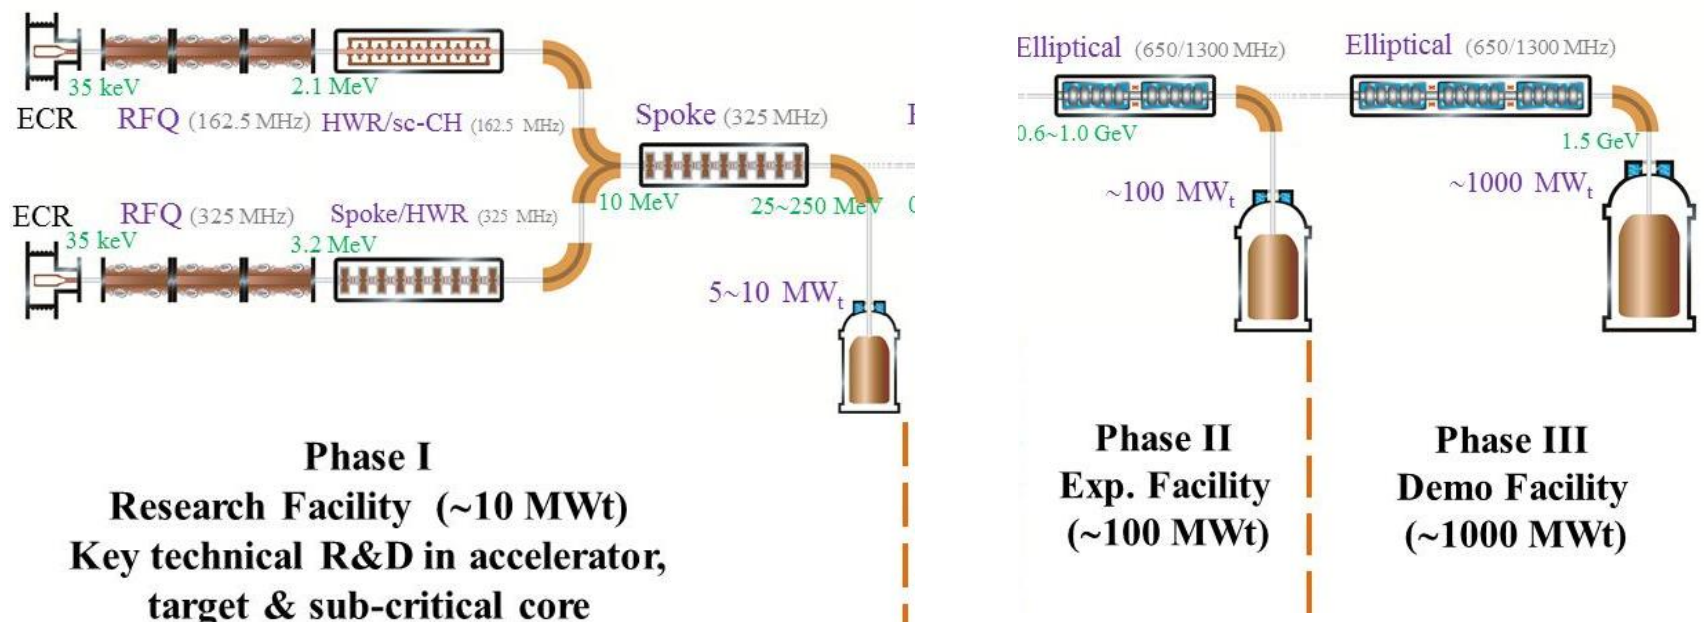 35 keV
2.1 MeV
ECR
RFQ (162.5 MHz)
HWR/sc-CH (162.5 MHz)
ECR
RFQ (325 MHz)
Spoke/HWR (325 MHz)
35 keV
3.2 MeV
Spoke (325 MHz)
10 MeV
25~250 MeV
5~10 MWt
Phase I
Research Facility (~10 MWt)
Key technical R&D in accelerator,
target & sub-critical core
Elliptical (650/1300 MHz)
0.6~1.0 GeV
~100 MWt
Phase II
Exp. Facility
(~100 MWt)
Elliptical (650/1300 MHz)
1.5 GeV
~1000 MWt
Phase III
Demo Facility
(~1000 MWt)